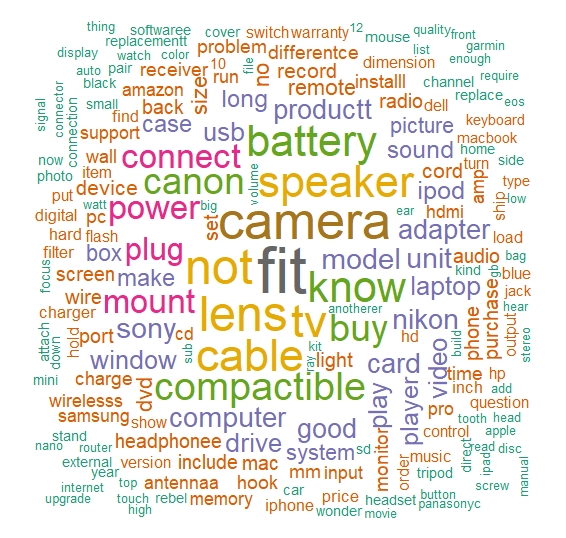 thing softwaree cover switch warranty 12 mouse quality front
replacementt problem differentce list garmin
display watch color file dimension enough
auto pair receiver 10 run no record remote installl channel require
black amazon size long productt radio dell replace eos
signal connector small back case usb battery picture keyboard
connection find support sound macbook home
now wall connect canon speaker cord amp turn side
photo item device volume ipod ship type
put power set big camera ear hdmi low
digital pc watt adapter load
hard flash plug not fit know model unit audio bag
filter box kind gb blue
focus screen make laptop jack
wire mount lens tv anotherer buy nikon phone purchase output hear
charger sony kit hd build stereo
attach down hold port cd sub cable ray light card video
mini window time hp add
charge dvd compactible play player inch question
wirelesss pro tooth head
samsung show computer good control apple
stand headphonee drive system sd monitor order music direct read disc
nano router version include mac mm input tripod ipad
external antennaa hook car screw manual
year top memory price headset button
internet touch rebel iphone wonder panasonyc
upgrade high movie